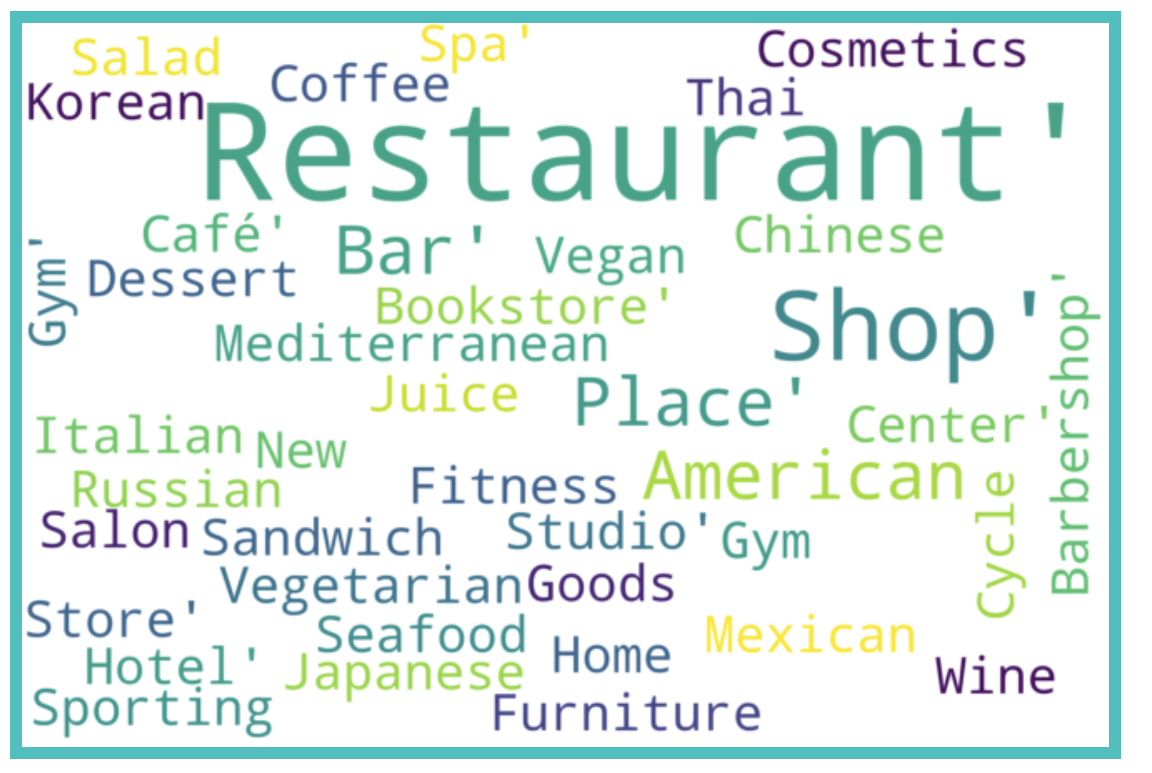 Salad
Spa'
Cosmetics
Korean
Coffee
Thai
Restaurant'
Café'
Bar'
Vegan
Chinese
Gym'
Dessert
Bookstore'
Shop'
Mediterranean
Barbershop'
Juice
Place'
Center'
Italian
New
American
Russian
Fitness
Cycle
Salon
Sandwich
Studio'
Gym
Vegetarian
Goods
Store'
Seafood
Mexican
Hotel'
Japanese
Home
Wine
Sporting
Furniture